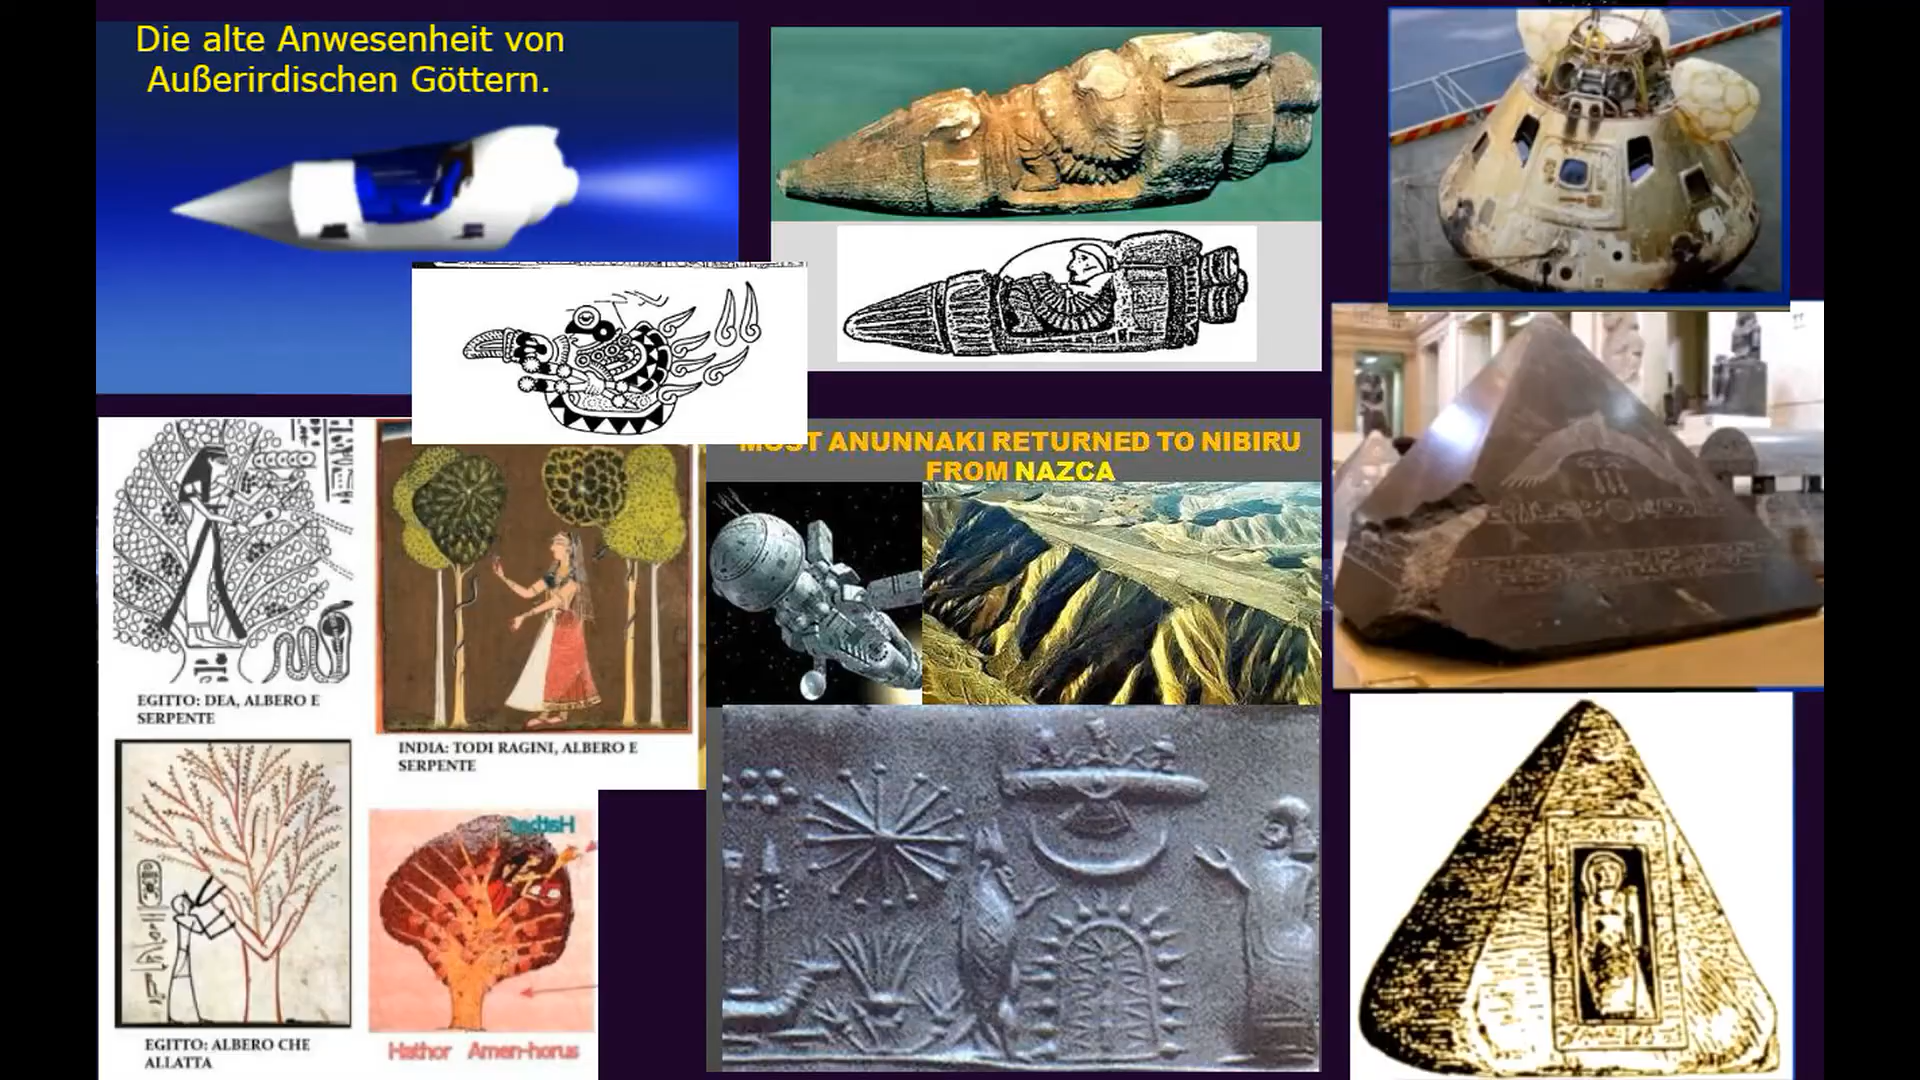 Die alte Anwesenheit von
Außerirdischen Göttern.
MOST ANUNNAKI RETURNED TO NIBIRU
FROM NAZCA
EGITTO: DEA, ALBERO E
SERPENTE
INDIA: TODI RAGINI, ALBERO E
SERPENTE
Hathor
EGITTO: ALBERO CHE
ALLATTA
Hathor Amen-horus